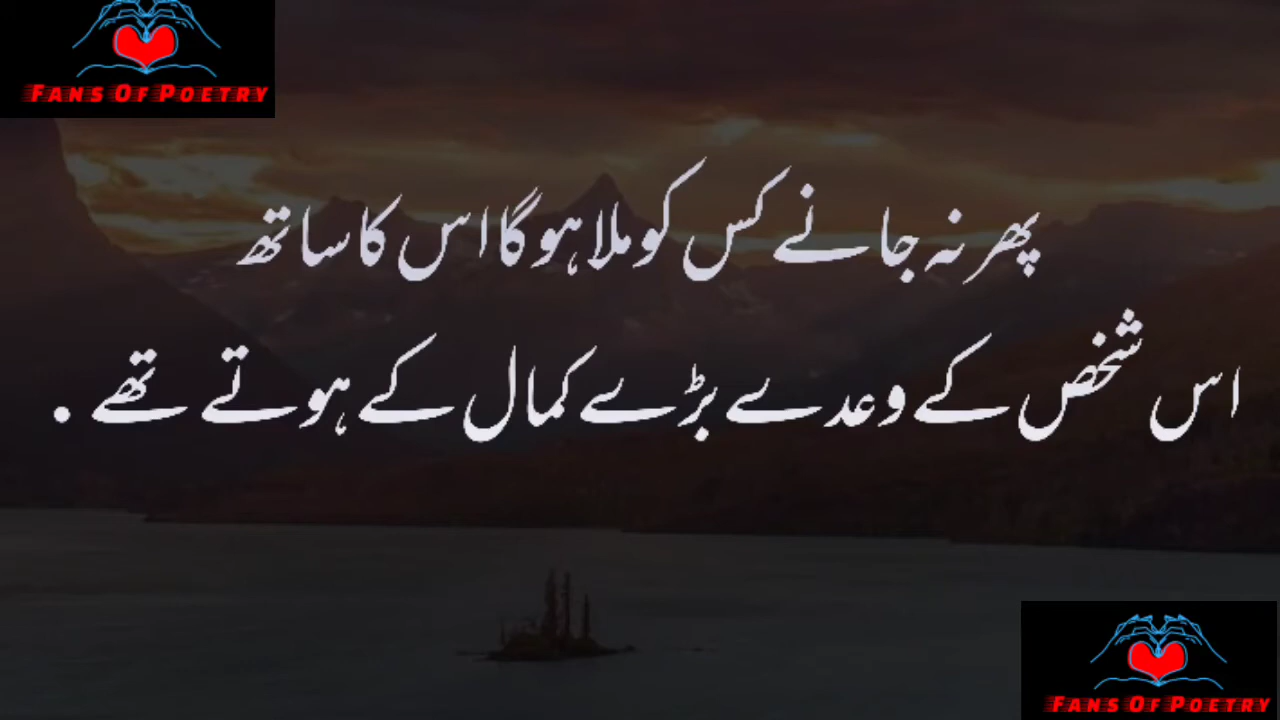 Fans Of Poetry
پھر نہ جانے کس کو ملا ہو گا اس کا ساتھ
اس شخص کے وعدے بڑے کمال کے ہوتے تھے .
Fans Of Poetry